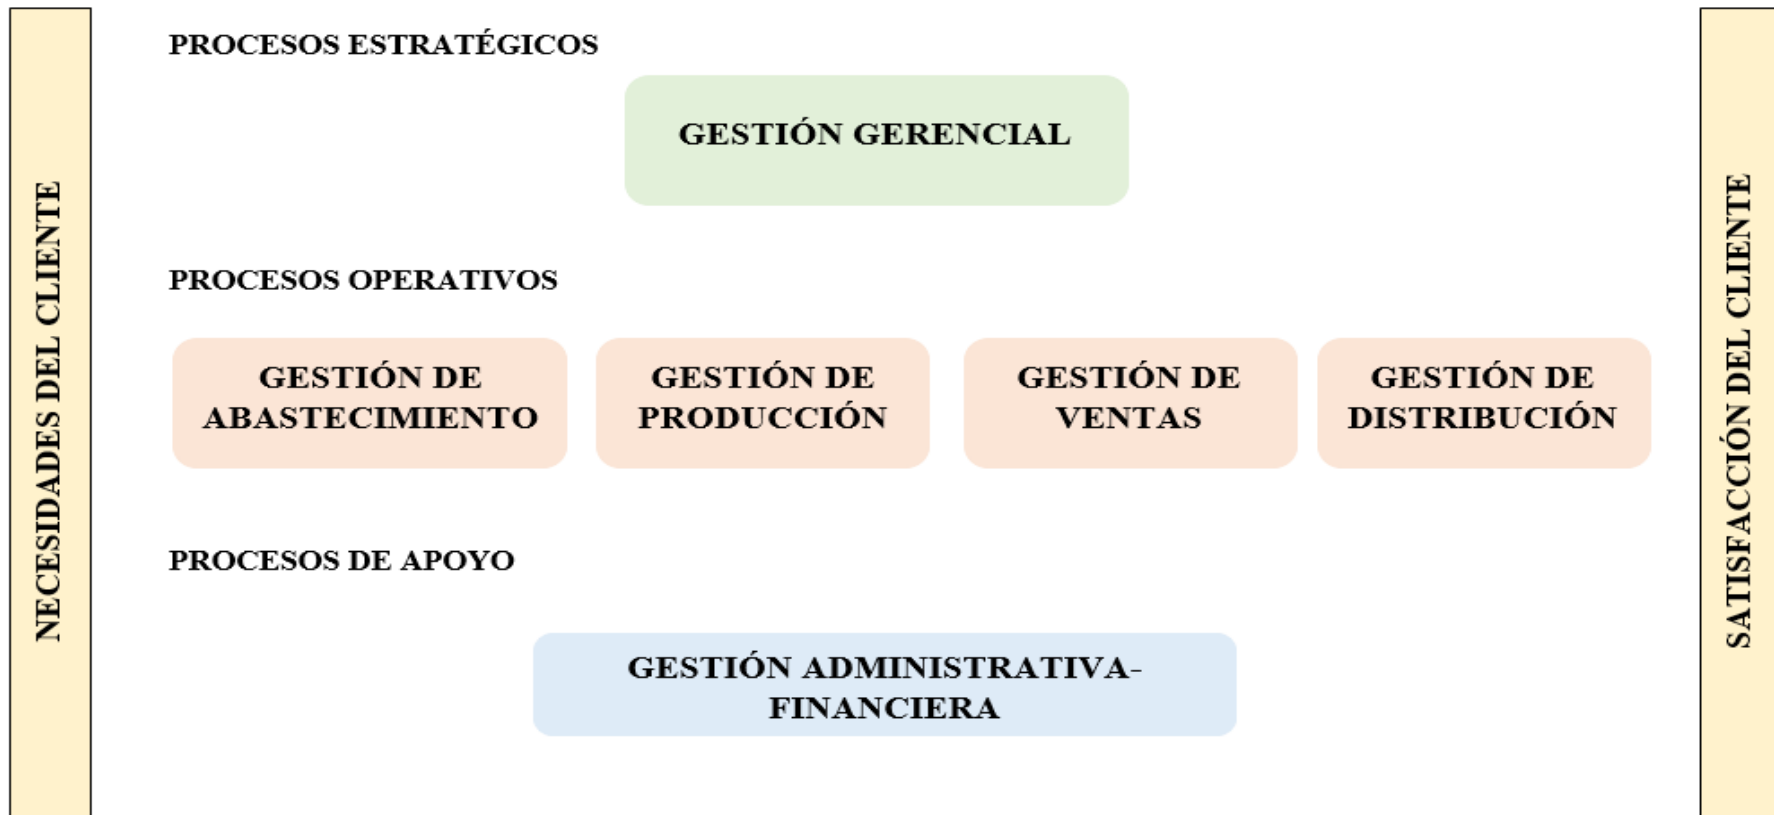 NECESIDADES DEL CLIENTE
PROCESOS ESTRATÉGICOS
GESTIÓN GERENCIAL
PROCESOS OPERATIVOS
GESTIÓN DE
ABASTECIMIENTO
GESTIÓN DE
PRODUCCIÓN
GESTIÓN DE
VENTAS
GESTIÓN DE
DISTRIBUCIÓN
PROCESOS DE APOYO
GESTIÓN ADMINISTRATIVA-
FINANCIERA
SATISFACCIÓN DEL CLIENTE